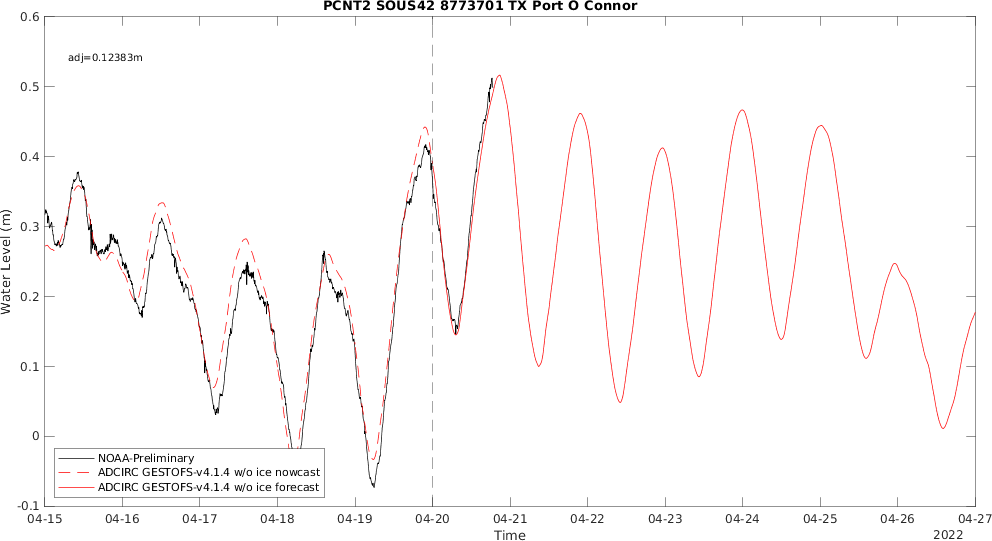 PCNT2 SOUS42 8773701 TX Port O Connor
adj=0.12383m
Water Level (m)
0.6
0.5
0.4
0.3
0.2
0.1
0
-0.1
NOAA-Preliminary
ADCIRC GESTOFS-v4.1.4 w/o ice nowcast
ADCIRC GESTOFS-v4.1.4 w/o ice forecast
04-15 04-16 04-17 04-18 04-19 04-20 04-21 04-22 04-23 04-24 04-25 04-26 04-27
Time
2022